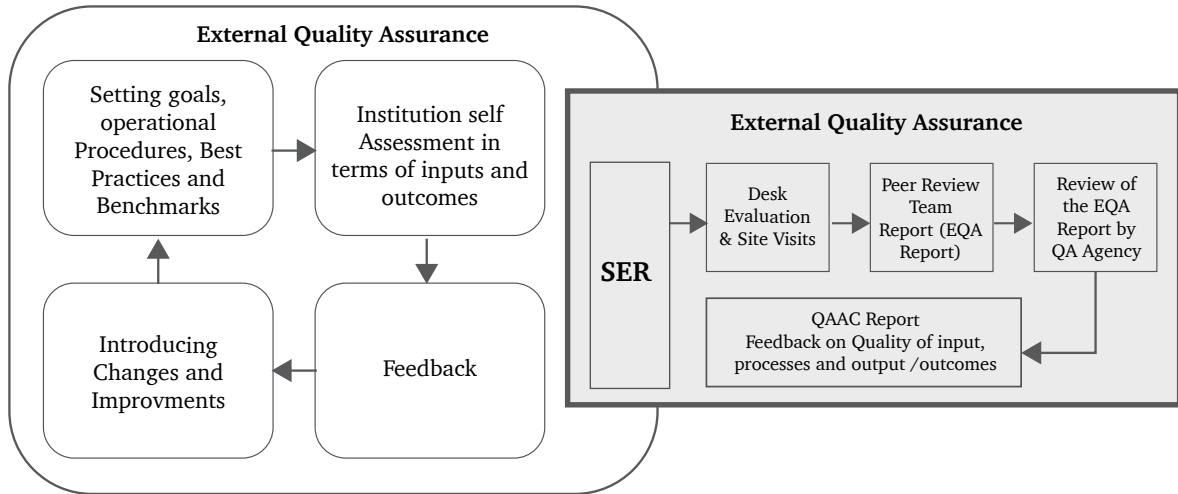 External Quality Assurance
Setting goals,
operational
Procedures, Best
Practices and
Benchmarks
Institution self
Assessment in
terms of inputs and
outcomes
Introducing
Changes and
Improvments
Feedback
External Quality Assurance
SER
Desk
Evaluation
& Site Visits
Peer Review
Team
Report (EQA
Report)
Review of
the EQA
Report by
QA Agency
QAAC Report
Feedback on Quality of input,
processes and output /outcomes